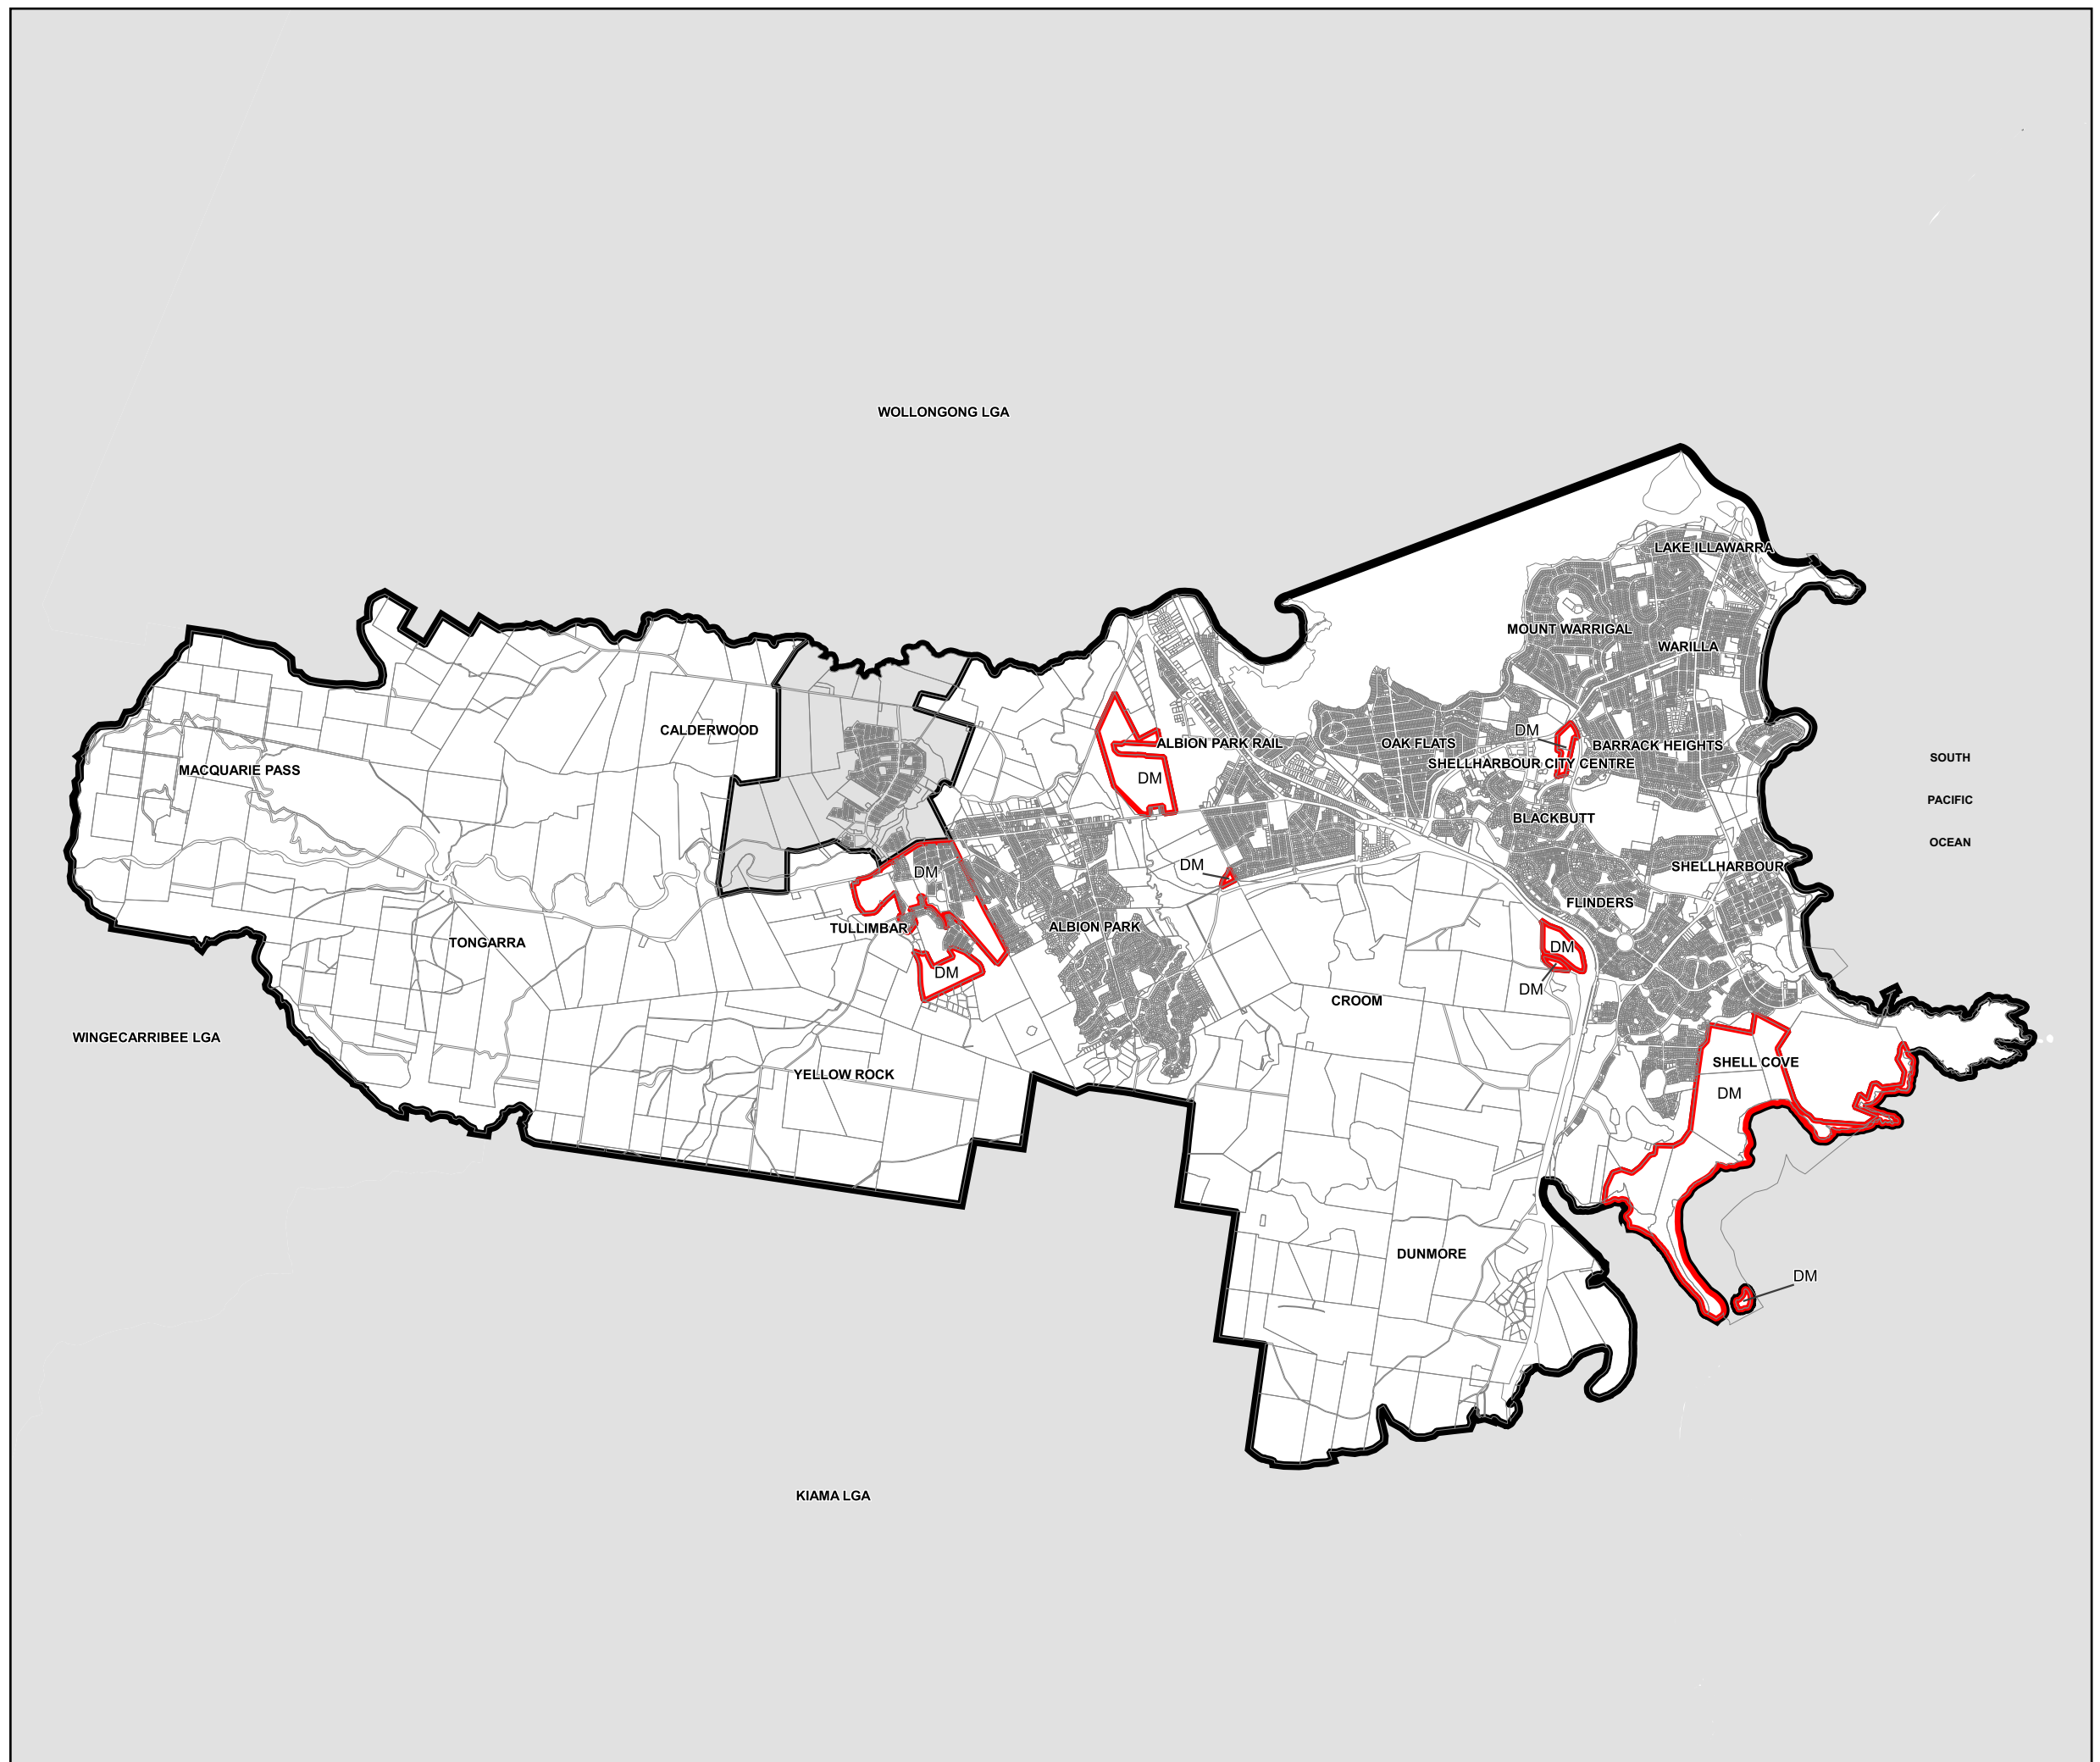 WOLLONGONG LGA
LAKE ILLAWARRA
MOUNT WARRIGAL
WARILLA
CALDERWOOD
DM
ALBION PARK RAIL
OAK FLATS
BARRACK HEIGHTS
SOUTH
SHELLHARBOUR CITY CENTRE
MACQUARIE PASS
DM
PACIFIC
BLACKBUTT
OCEAN
DM
SHELLHARBOUR
DM
FLINDERS
TULLIMBAR
ALBION PARK
TONGARRA
DM
DM
DM
CROOM
WINGECARRIBEE LGA
SHELL COVE
YELLOW ROCK
DM
DUNMORE
DM
KIAMA LGA